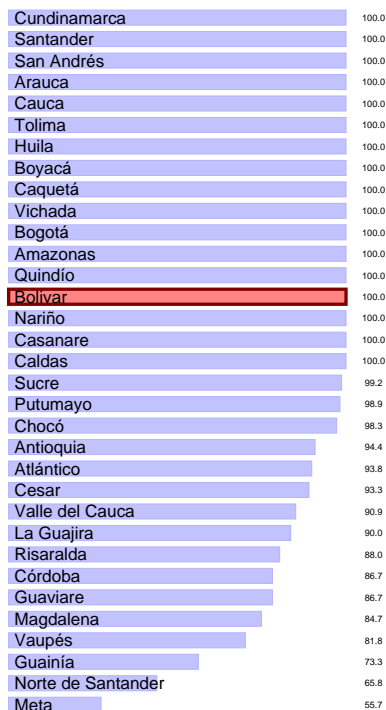 Cundinamarca 100.0
Santander 100.0
San Andrés 100.0
Arauca 100.0
Cauca 100.0
Tolima 100.0
Huila 100.0
Boyacá 100.0
Caquetá 100.0
Vichada 100.0
Bogotá 100.0
Amazonas 100.0
Quindío 100.0
Bolivar 100.0
Nariño 100.0
Casanare 100.0
Caldas 100.0
Sucre 99.2
Putumayo 98.9
Chocó 98.3
Antioquia 94.4
Atlántico 93.8
Cesar 93.3
Valle del Cauca 90.9
La Guajira 90.0
Risaralda 88.0
Córdoba 86.7
Guaviare 86.7
Magdalena 84.7
Vaupés 81.8
Guainía 73.3
Norte de Santander 65.8
Meta 55.7